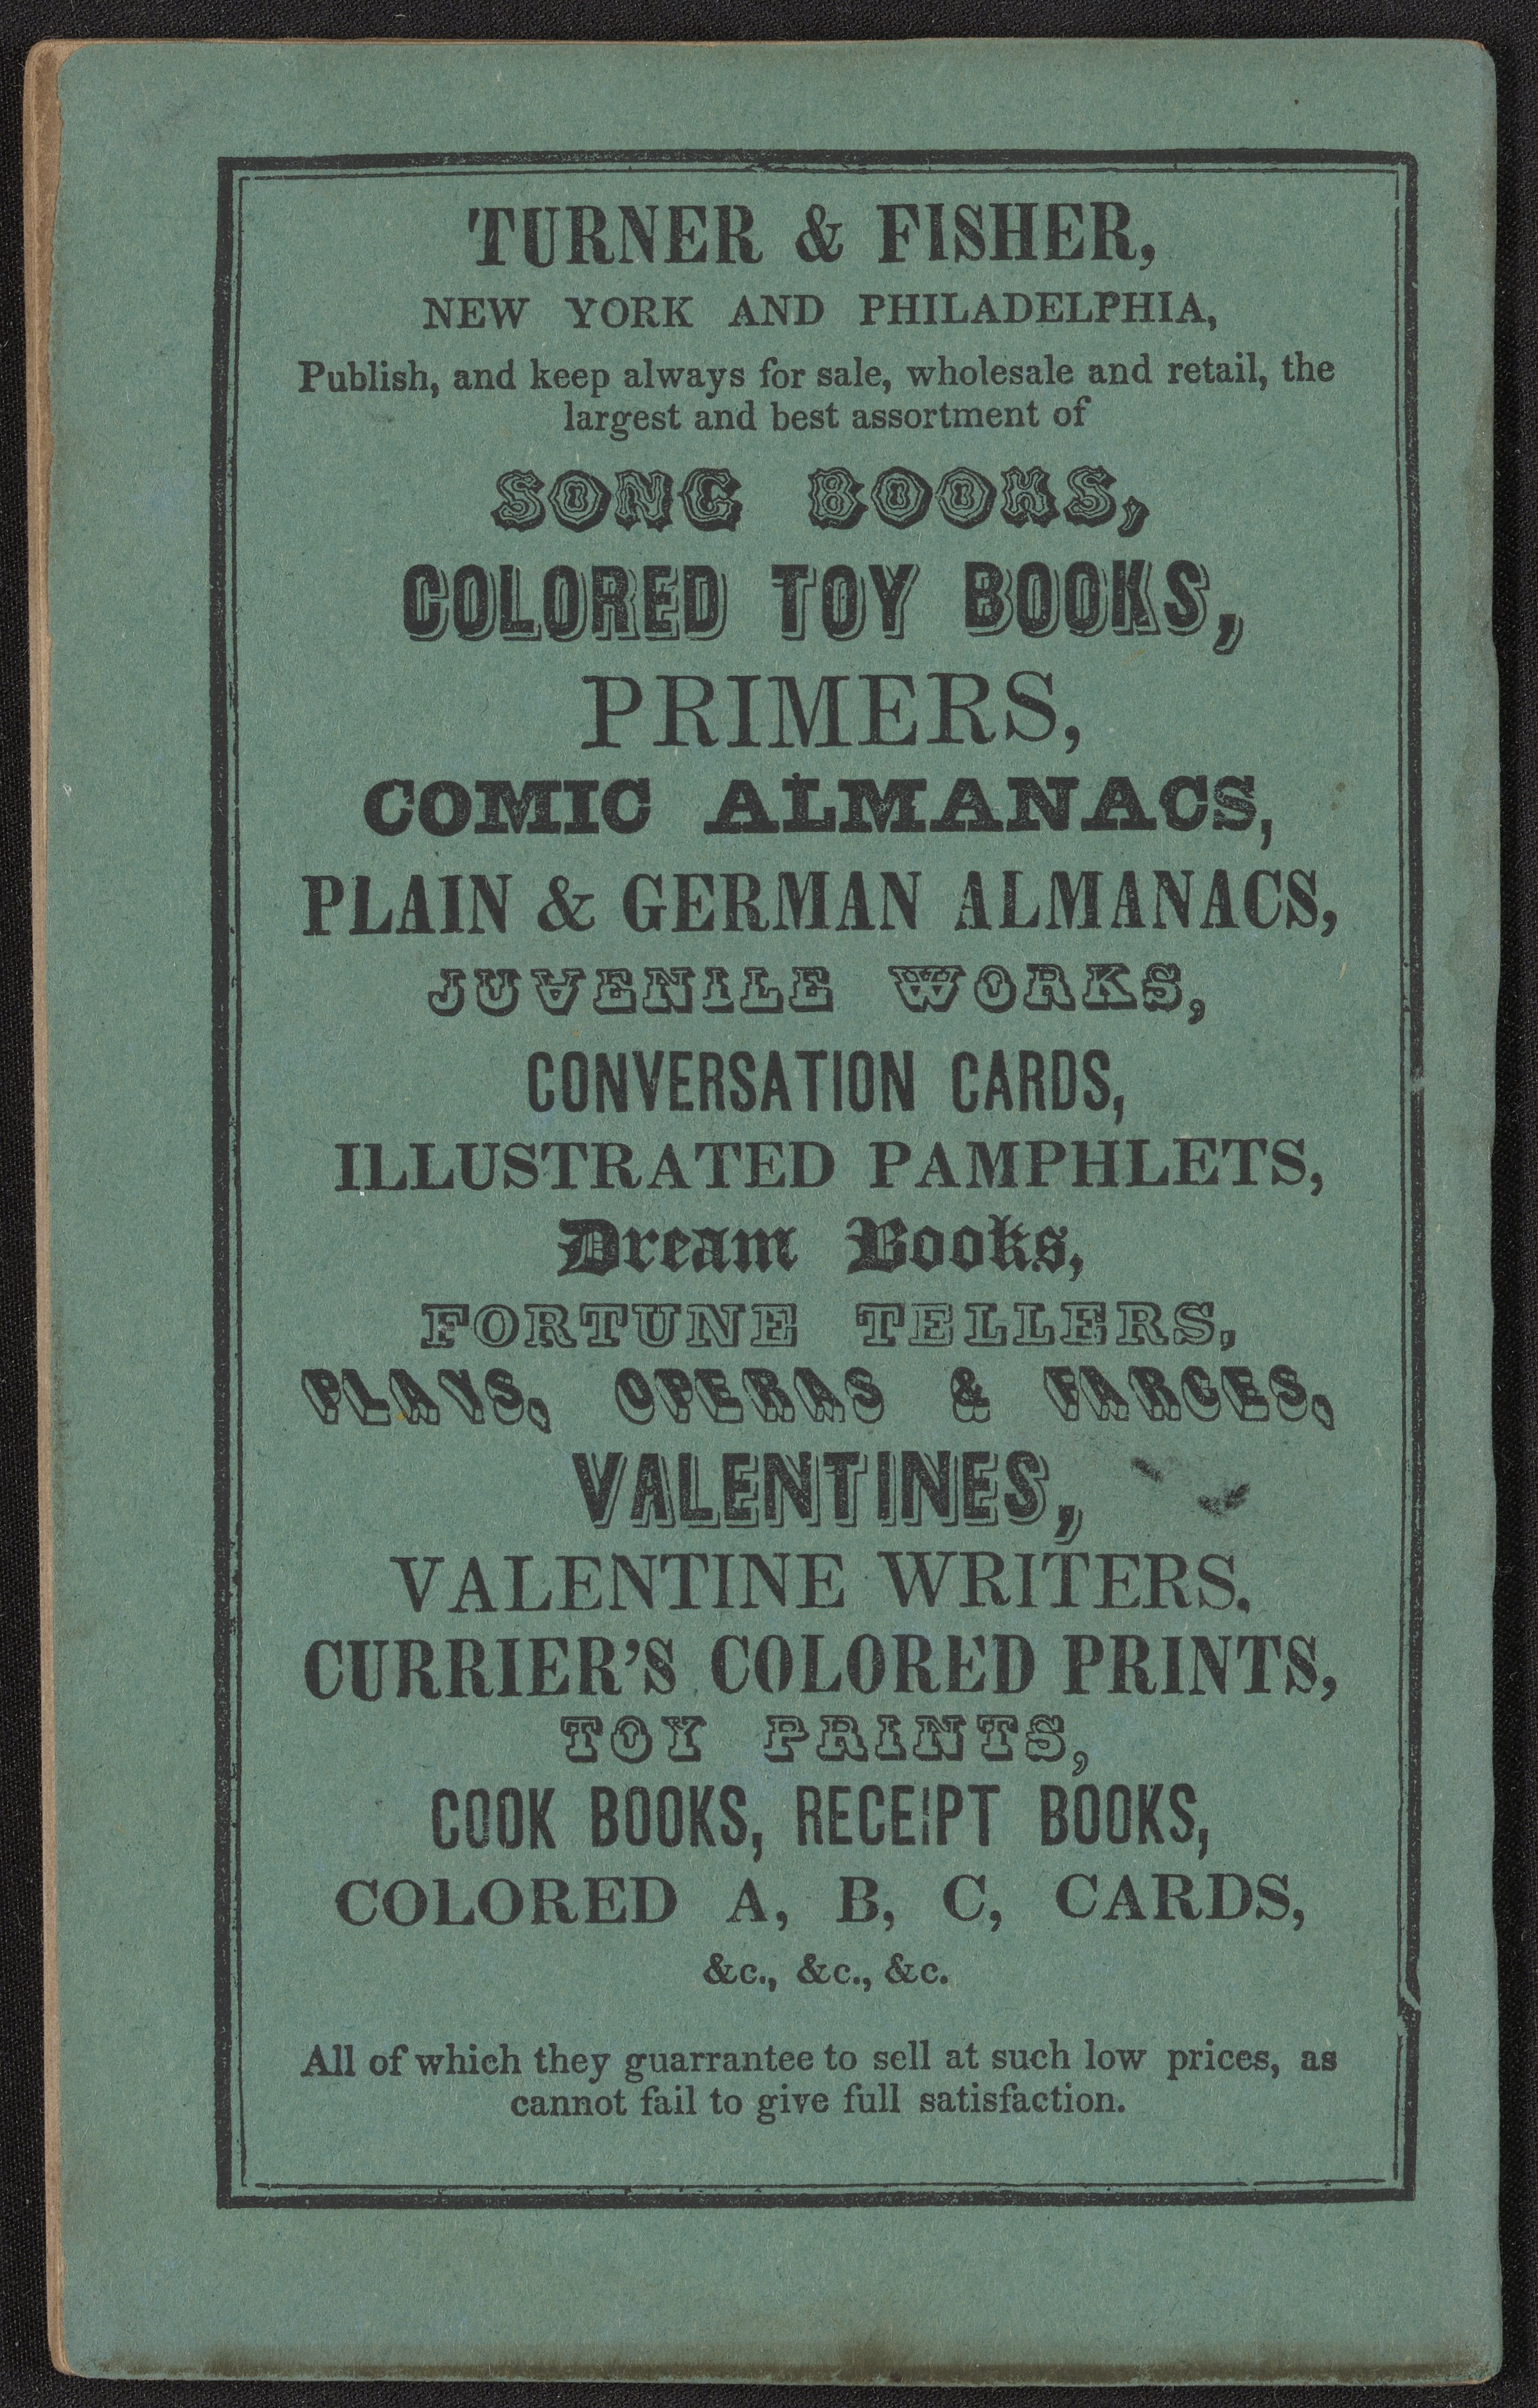 TURNER & FISHER,
NEW YORK AND PHILADELPHIA,
Publish, and keep always for sale, wholesale and retail, the
largest and best assortment of
SONG BOOKS,
COLORED TOY BOOKS,
PRIMERS,
COMIC ALMANACS,
PLAIN & GERMAN ALMANACS,
JUVENILE WORKS,
CONVERSATION CARDS,
ILLUSTRATED PAMPHLETS,
Dream Books,
FORTUNE TELLERS,
PLAYS, OPERAS & FARCES,
VALENTINES,
VALENTINE WRITERS.
CURRIER'S COLORED PRINTS,
TOY PRINTS,
COOK BOOKS, RECEIPT BOOKS,
COLORED A, B, C, CARDS,
&c., &c., &c.
All of which they guarrantee to sell at such low prices, as
cannot fail to give full satisfaction.